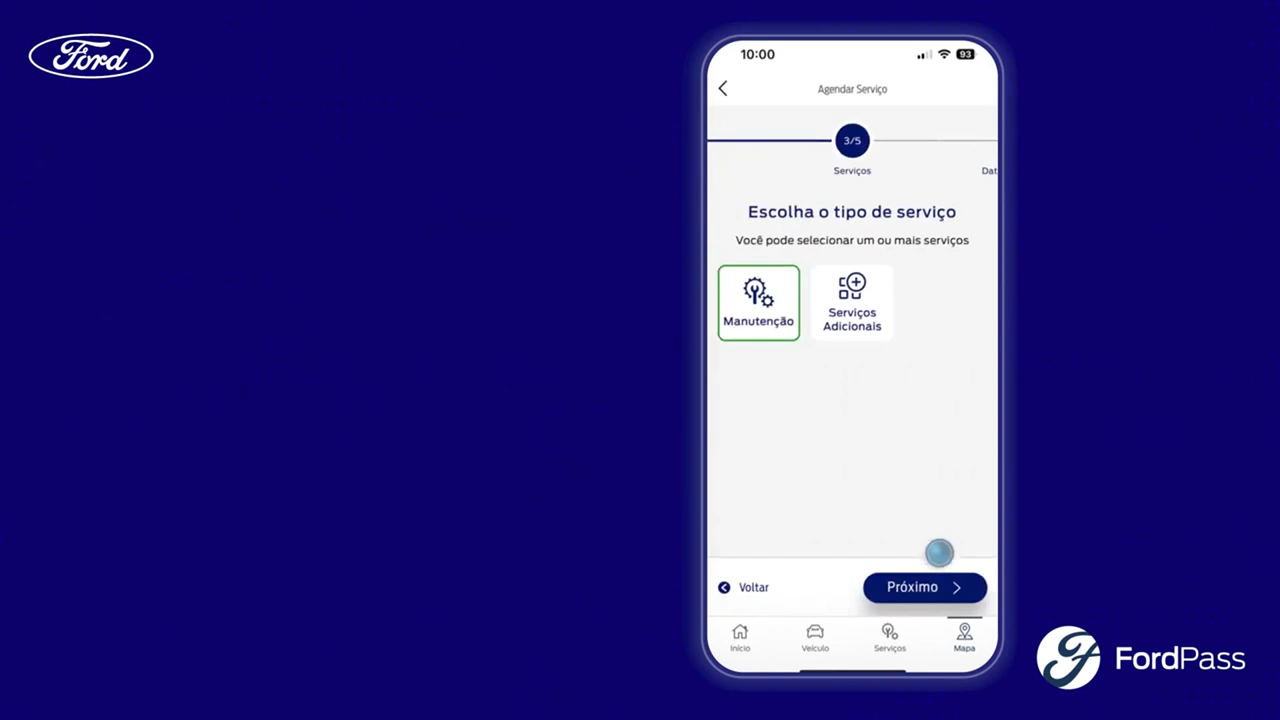 Ford
10:00
93
Agendar Serviço
3/5
Serviços
Dat
Escolha o tipo de serviço
Você pode selecionar um ou mais serviços
Manutenção
Serviços
Adicionais
Voltar
Próximo
Início
Veículo
Serviços
Mapa
FordPass